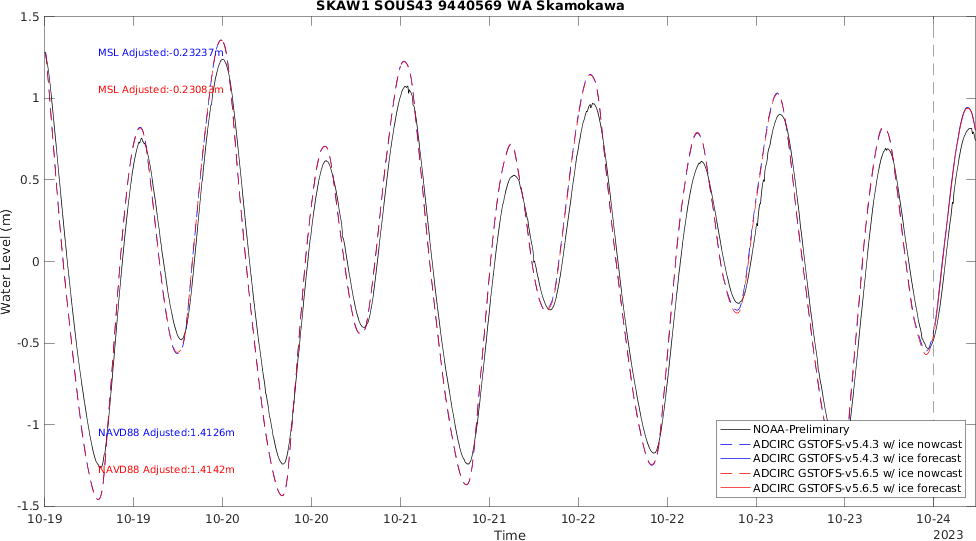 SKAW1 SOUS43 9440569 WA Skamokawa
1.5
1
0.5
0
-0.5
-1
-1.5
Water Level (m)
MSL Adjusted:-0.23237m
MSL Adjusted:-0.23083m
NAVD88 Adjusted:1.4126m
NAVD88 Adjusted:1.4142m
NOAA-Preliminary
ADCIRC GSTOFS-v5.4.3 w/ ice nowcast
ADCIRC GSTOFS-v5.4.3 w/ ice forecast
ADCIRC GSTOFS-v5.6.5 w/ ice nowcast
ADCIRC GSTOFS-v5.6.5 w/ ice forecast
10-19 10-19 10-20 10-20 10-21 10-21 10-22 10-22 10-23 10-23 10-24
Time
2023